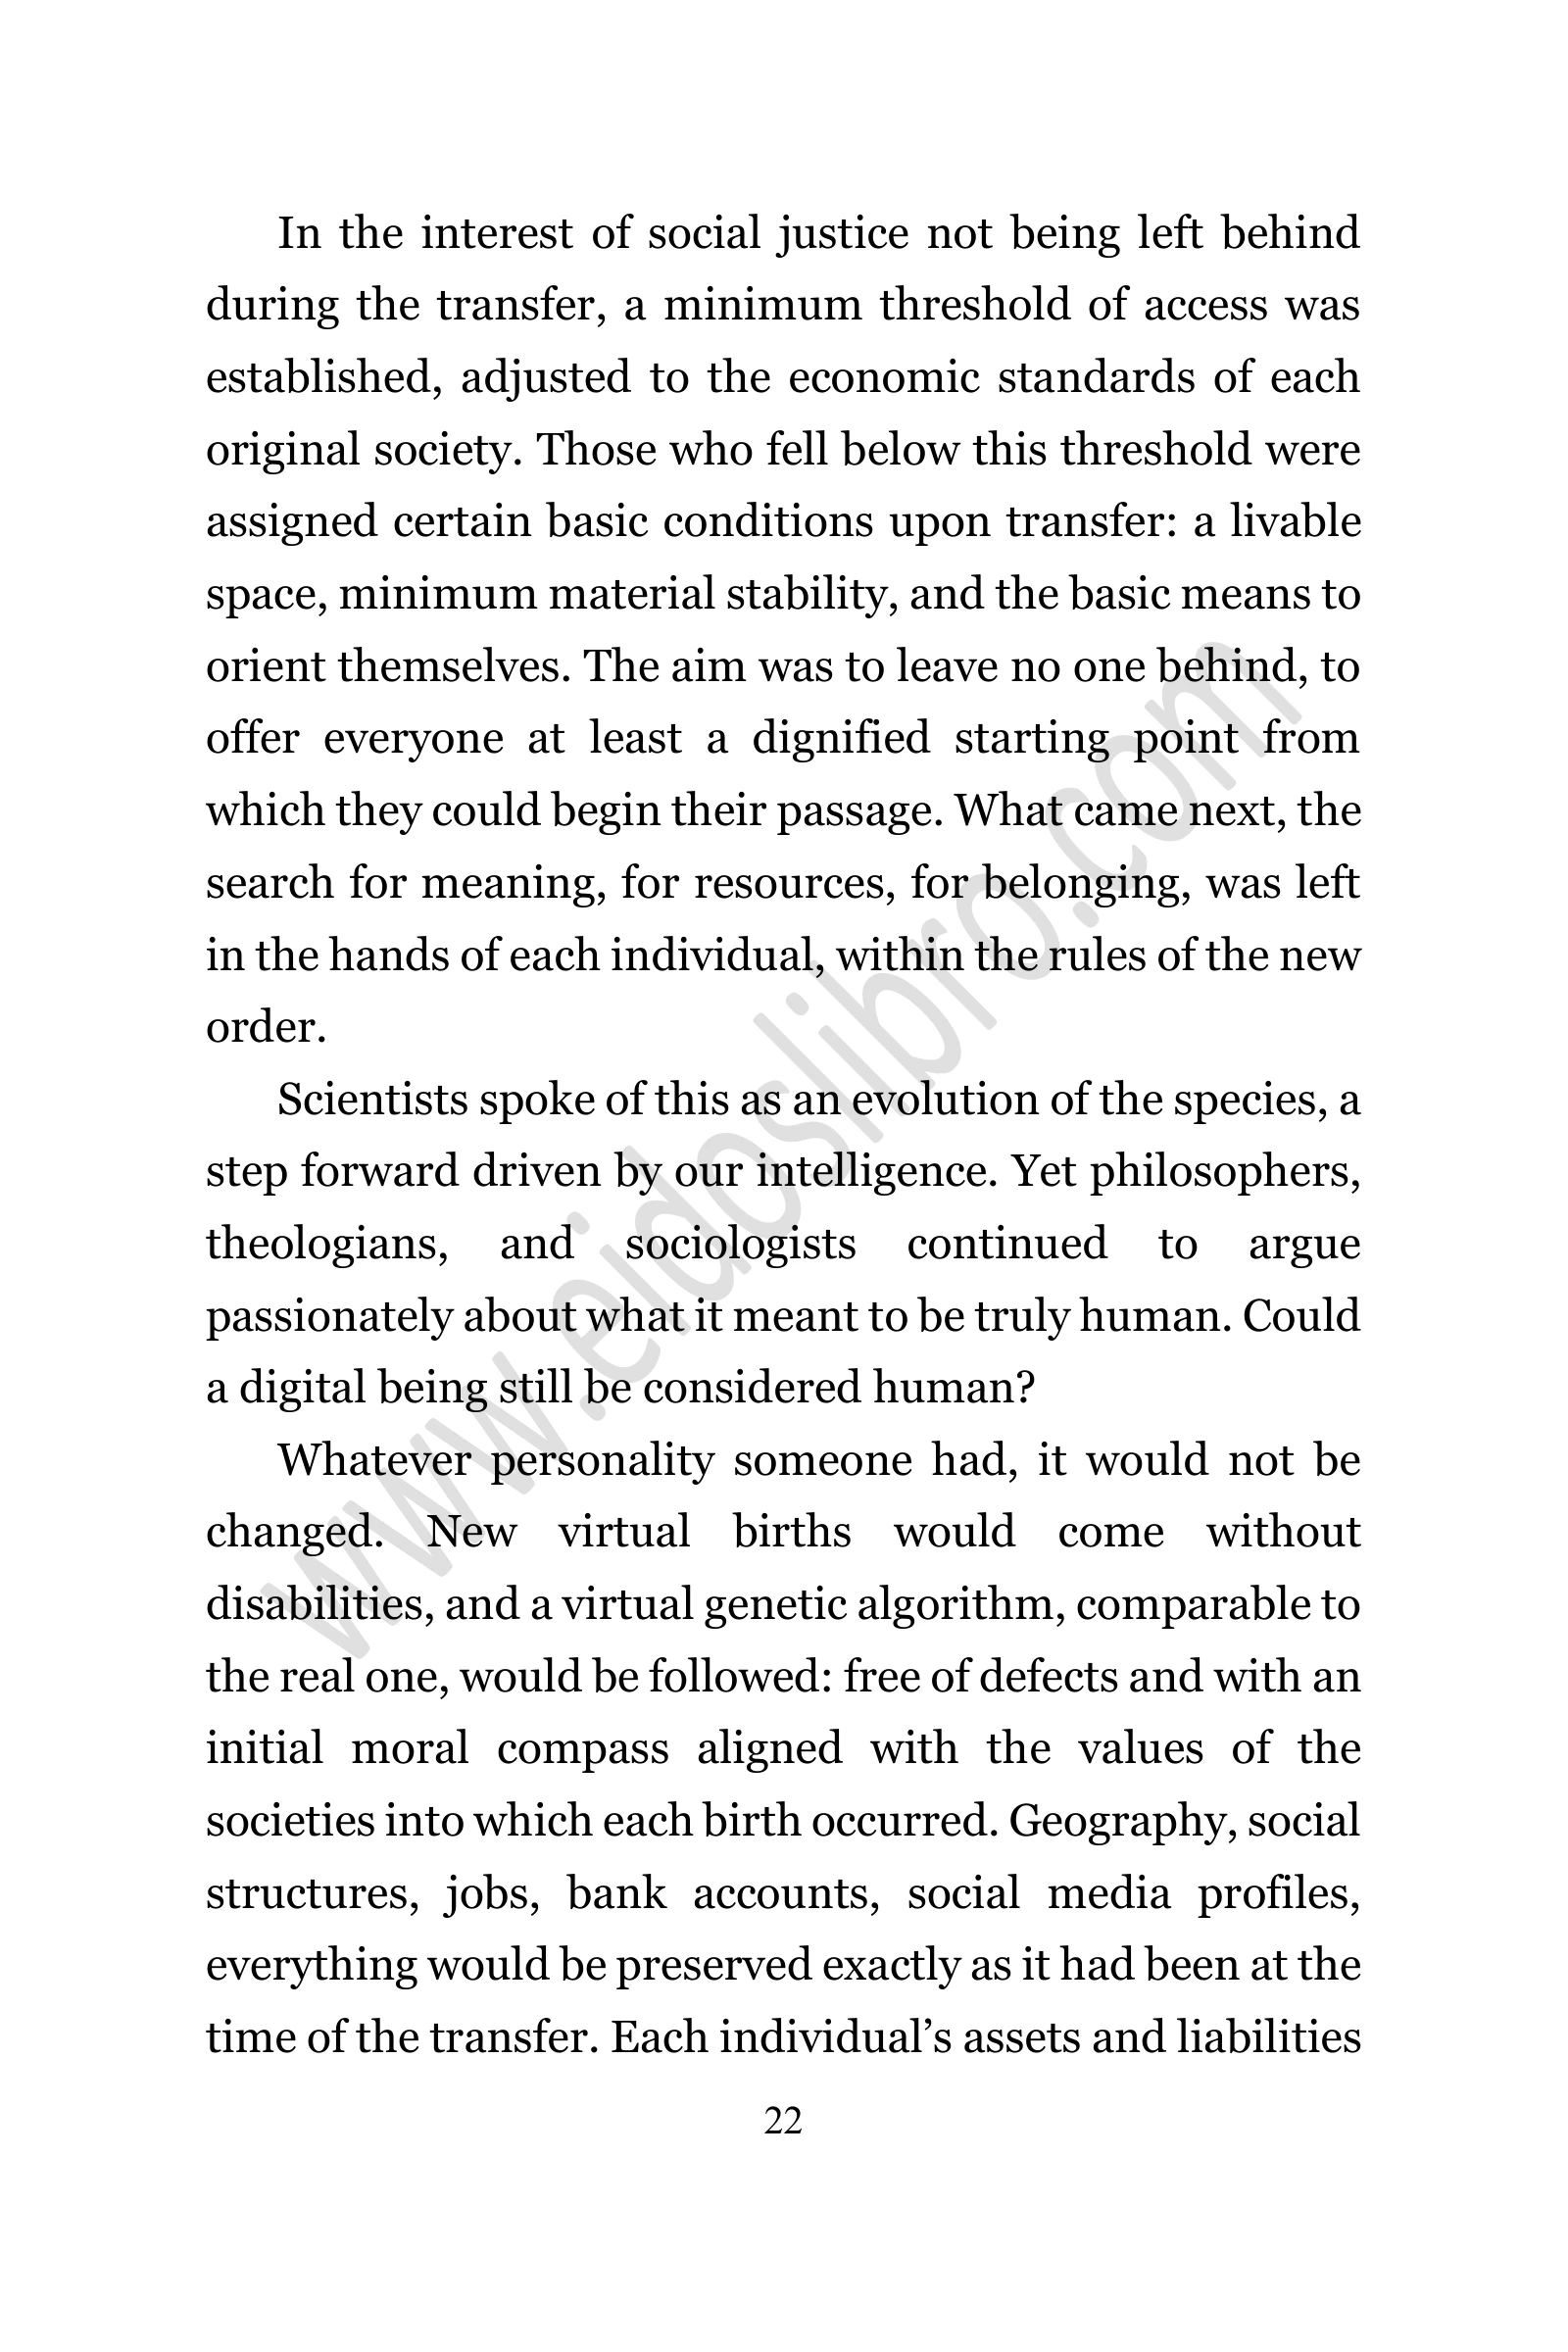 In the interest of social justice not being left behind
during the transfer, a minimum threshold of access was
established, adjusted to the economic standards of each
original society. Those who fell below this threshold were
assigned certain basic conditions upon transfer: a livable
space, minimum material stability, and the basic means to
orient themselves. The aim was to leave no one behind, to
offer everyone at least a dignified starting point from
which they could begin their passage. What came next, the
search for meaning, for resources, for belonging, was left
in the hands of each individual, within the rules of the new
order.
Scientists spoke of this as an evolution of the species, a
step forward driven by our intelligence. Yet philosophers,
theologians, and sociologists continued to argue
passionately about what it meant to be truly human. Could
a digital being still be considered human?
Whatever personality someone had, it would not be
changed. New virtual births would come without
disabilities, and a virtual genetic algorithm, comparable to
the real one, would be followed: free of defects and with an
initial moral compass aligned with the values of the
societies into which each birth occurred. Geography, social
structures, jobs, bank accounts, social media profiles,
everything would be preserved exactly as it had been at the
time of the transfer. Each individual’s assets and liabilities
22
www.eidoslibro.com